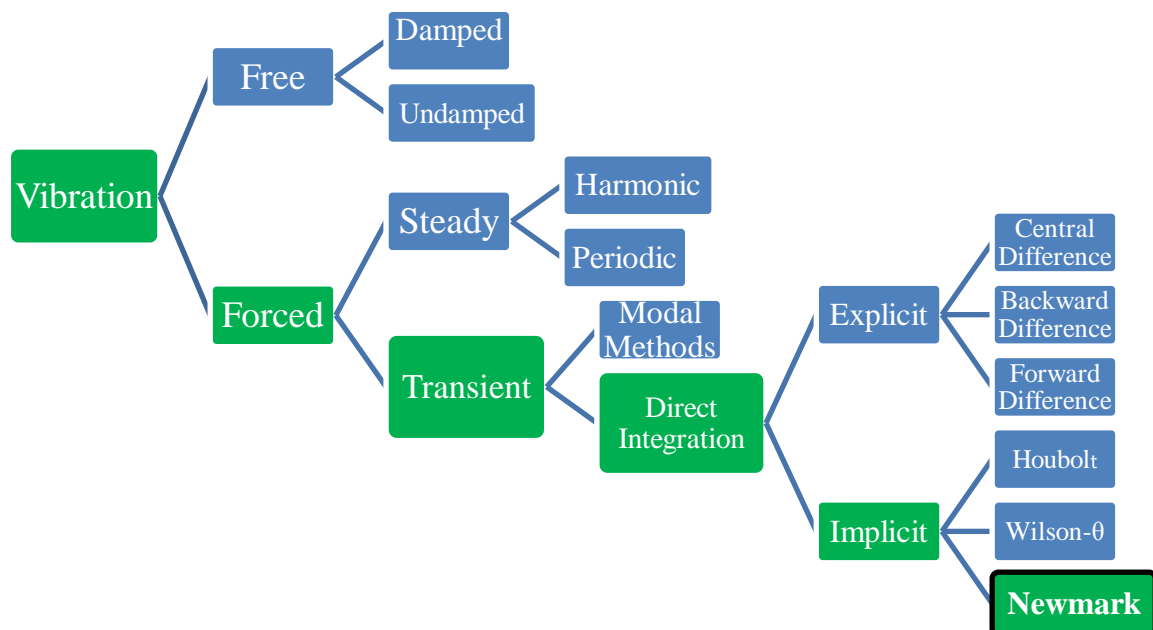 Vibration
Free
Damped
Undamped
Forced
Steady
Harmonic
Periodic
Transient
Modal
Methods
Direct
Integration
Explicit
Central
Difference
Backward
Difference
Forward
Difference
Implicit
Houbolt
Wilson-θ
Newmark